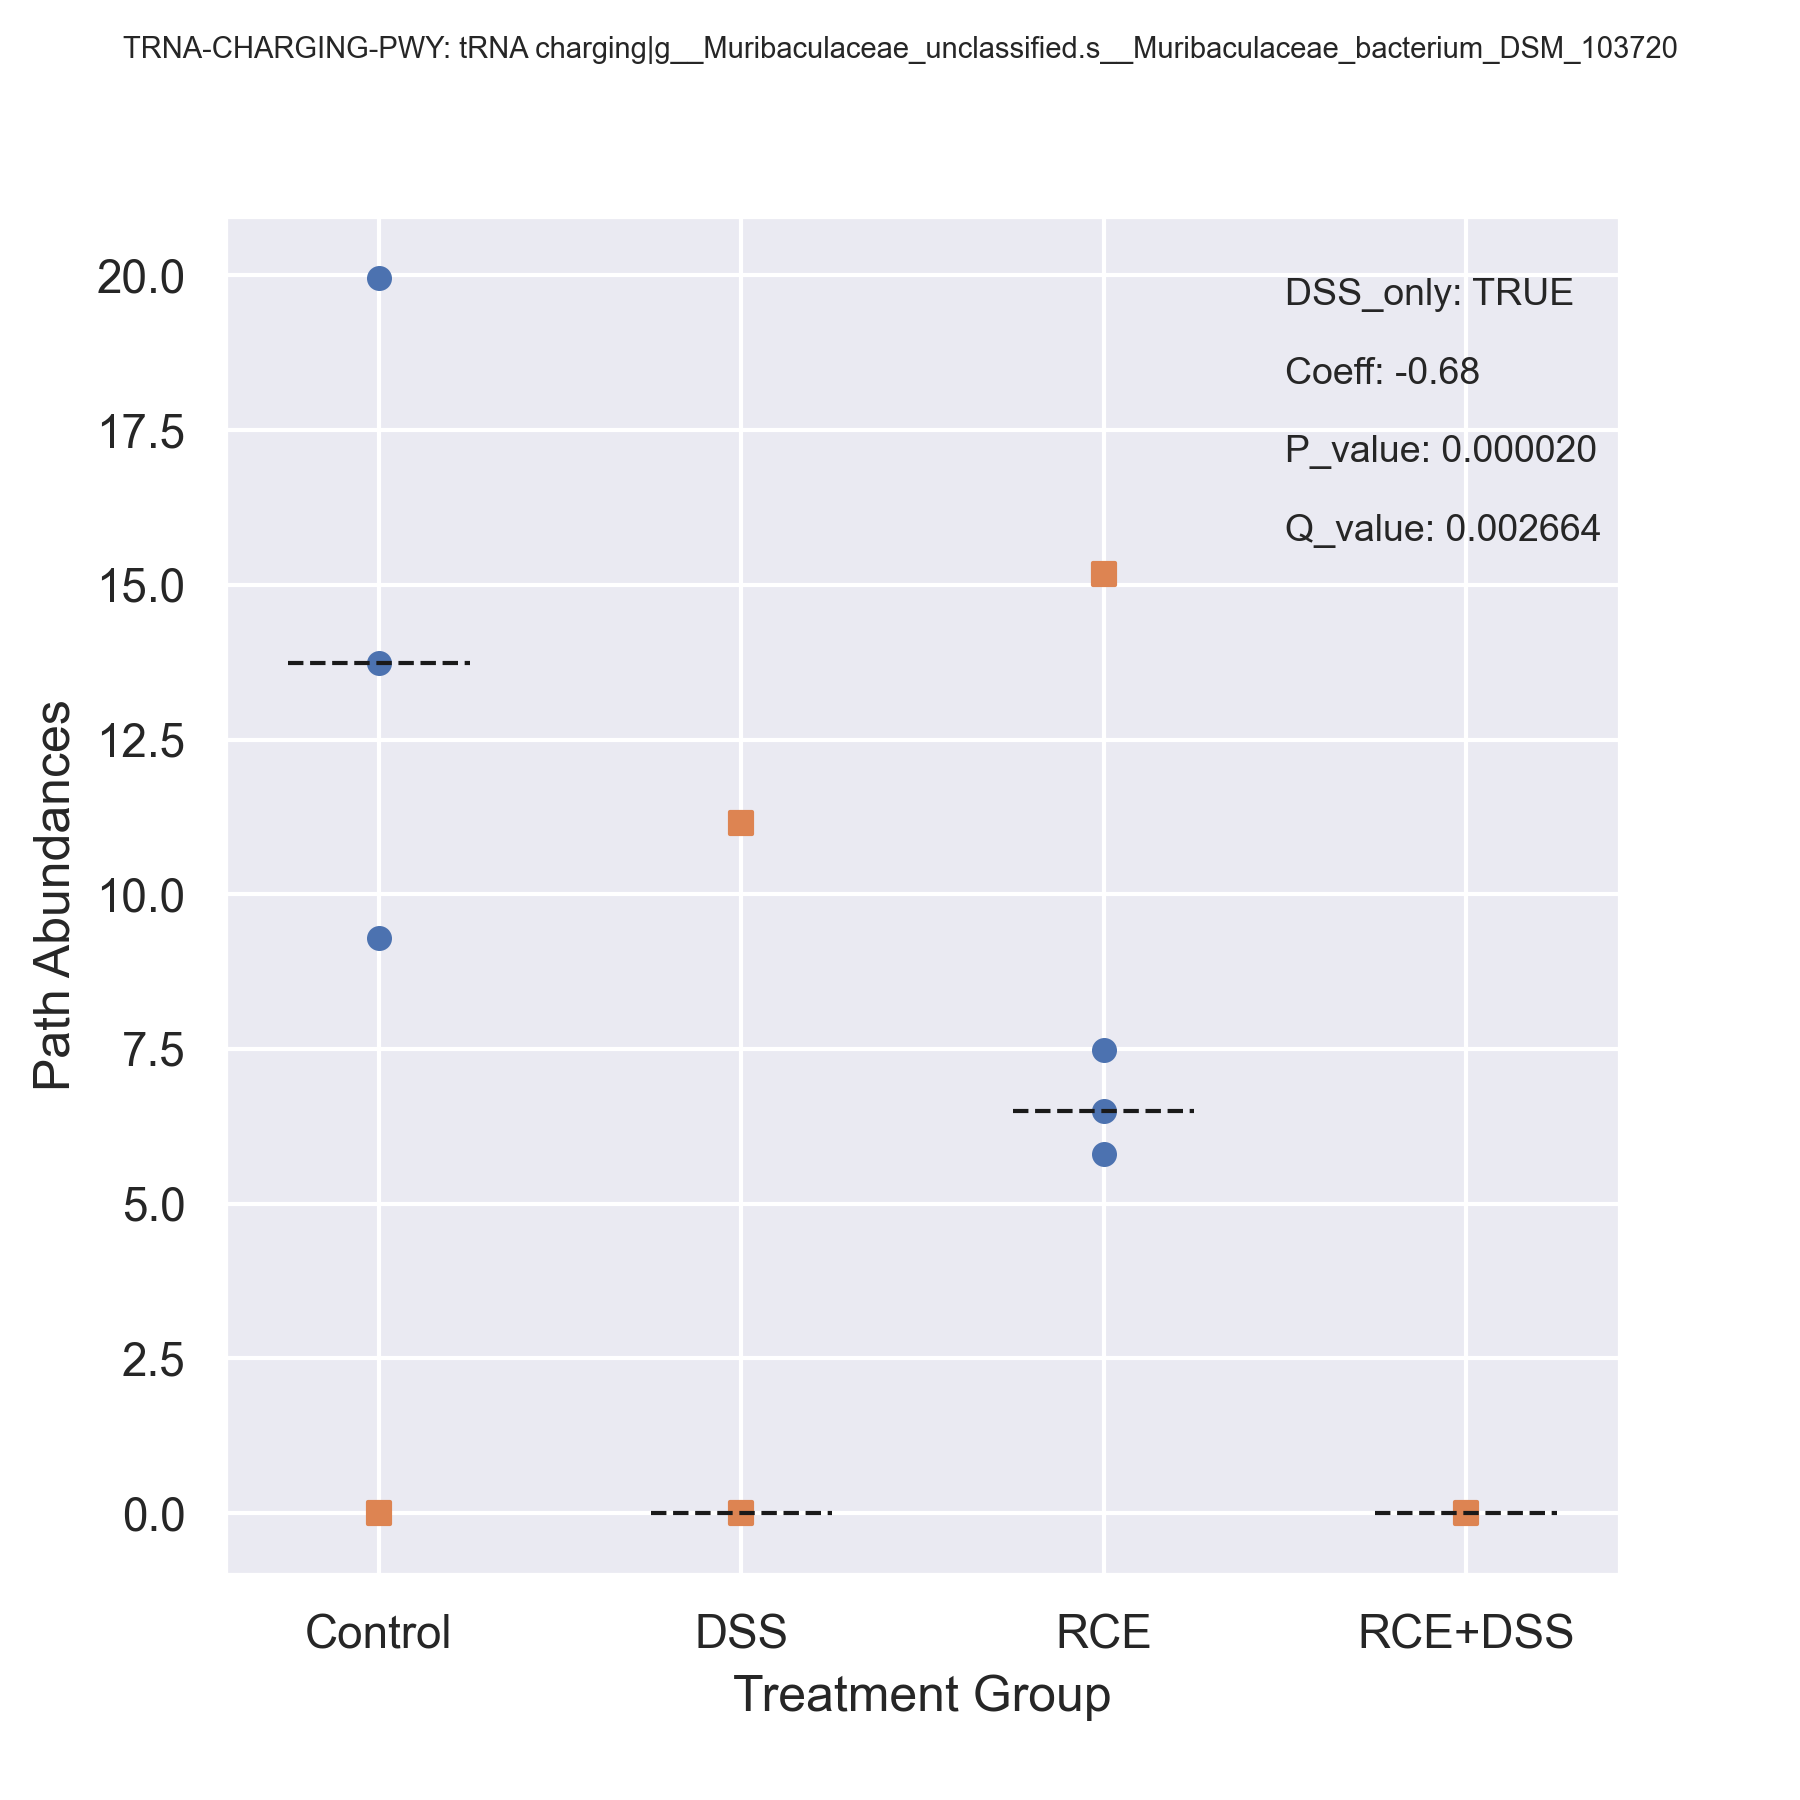 TRNA-CHARGING-PWY: tRNA charging|g__Muribaculaceae_unclassified.s__Muribaculaceae_bacterium_DSM_103720
20.0
17.5
15.0
12.5
10.0
7.5
5.0
2.5
0.0
Path Abundances
DSS_only: TRUE
Coeff: -0.68
P_value: 0.000020
Q_value: 0.002664
Control
DSS
RCE
RCE+DSS
Treatment Group